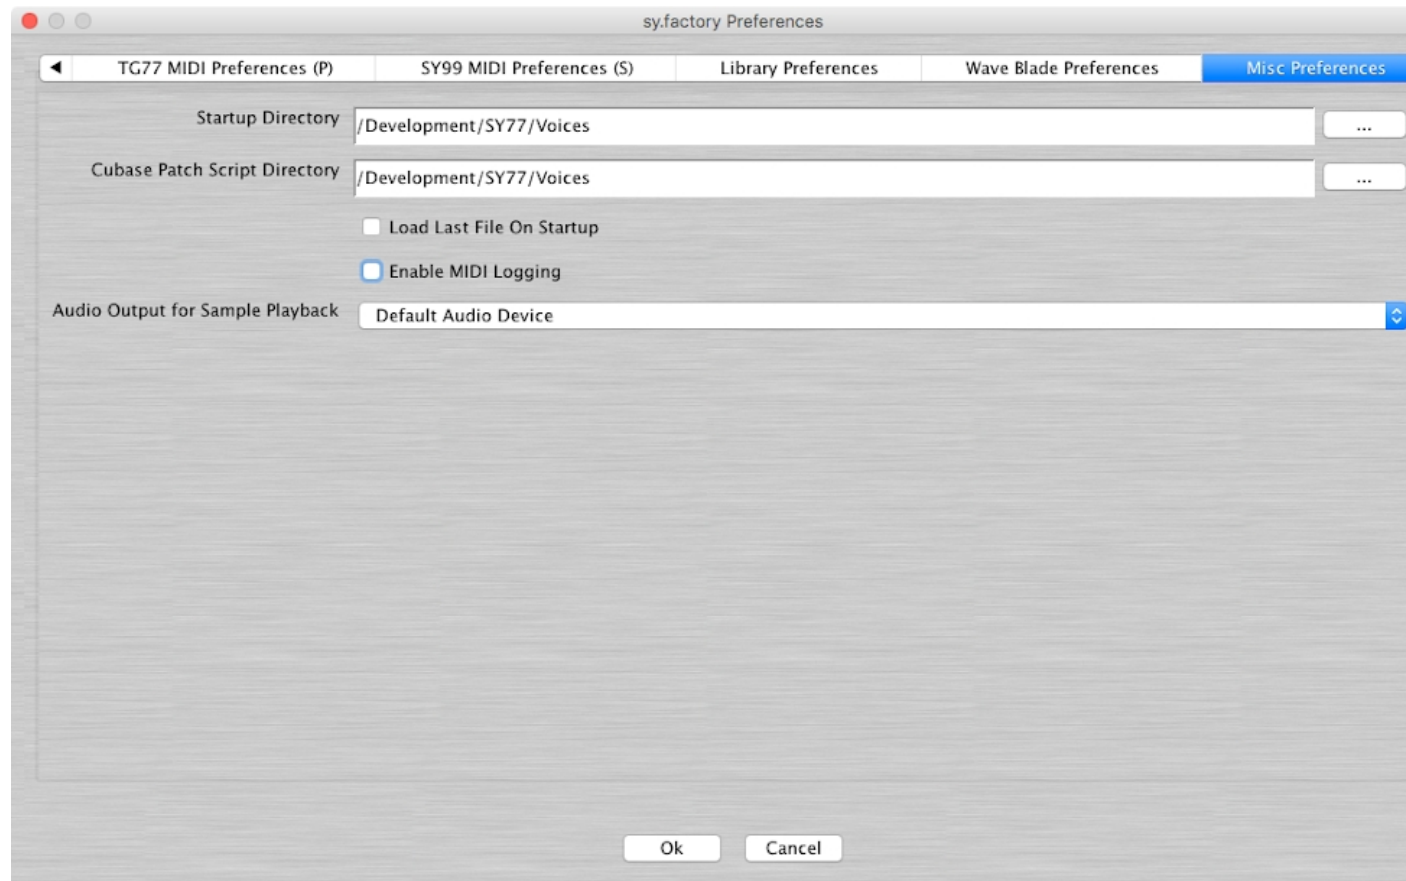 sy.factory Preferences
TG77 MIDI Preferences (P) SY99 MIDI Preferences (S) Library Preferences Wave Blade Preferences Misc Preferences
Startup Directory /Development/SY77/Voices ...
Cubase Patch Script Directory /Development/SY77/Voices ...
Load Last File On Startup
Enable MIDI Logging
Audio Output for Sample Playback Default Audio Device
Ok Cancel